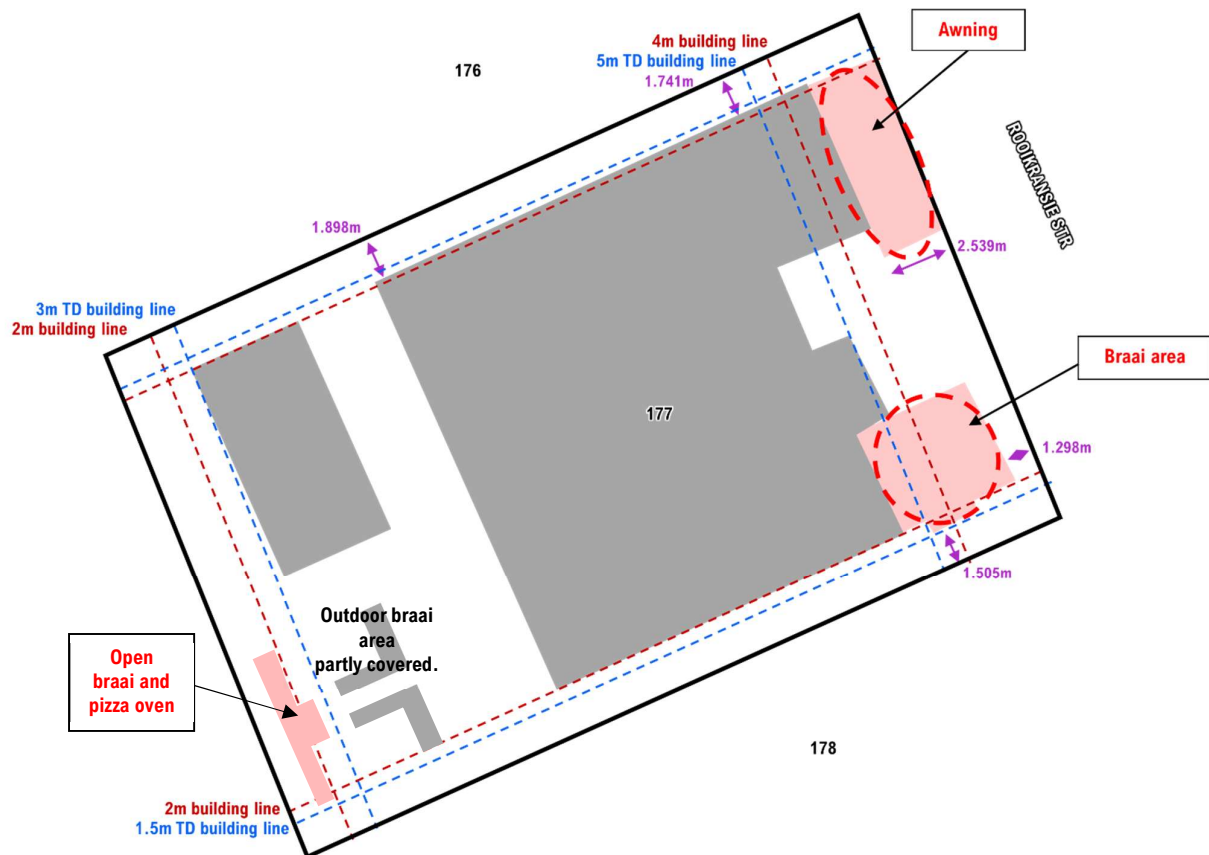 4m building line
5m TD building line
176
1.741m
Awning
ROOIKRANSIE STR
1.898m
2.539m
3m TD building line
2m building line
Braai area
177
1.298m
1.505m
Outdoor braai
area
partly covered.
Open
braai and
pizza oven
178
2m building line
1.5m TD building line